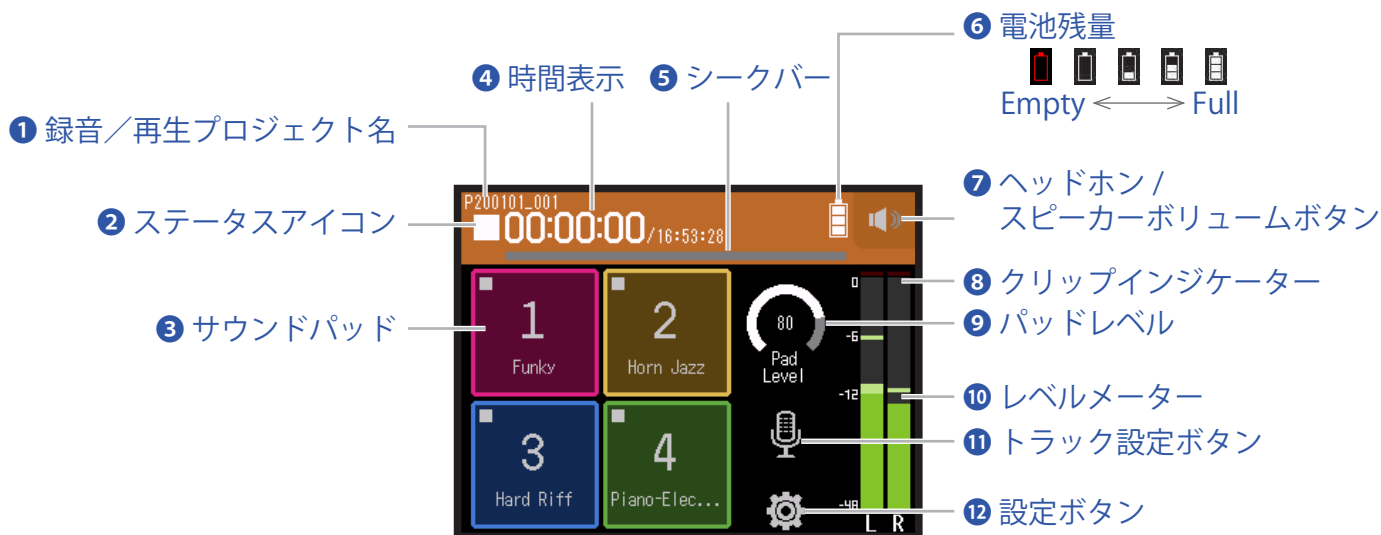 ❻ 電池残量
Empty Full
❹ 時間表示
❺ シークバー
❶ 録音／再生プロジェクト名
❷ ステータスアイコン
❸ サウンドパッド
❼ ヘッドホン /
スピーカーボリュームボタン
❽ クリップインジケーター
❾ パッドレベル
❿ レベルメーター
⓫ トラック設定ボタン
⓬ 設定ボタン
P200101_001
00:00:00/16:53:28
1
Funky
2
Horn Jazz
3
Hard Riff
4
Piano-Elec...
80
Pad
Level
0
-6
-12
-48
L R